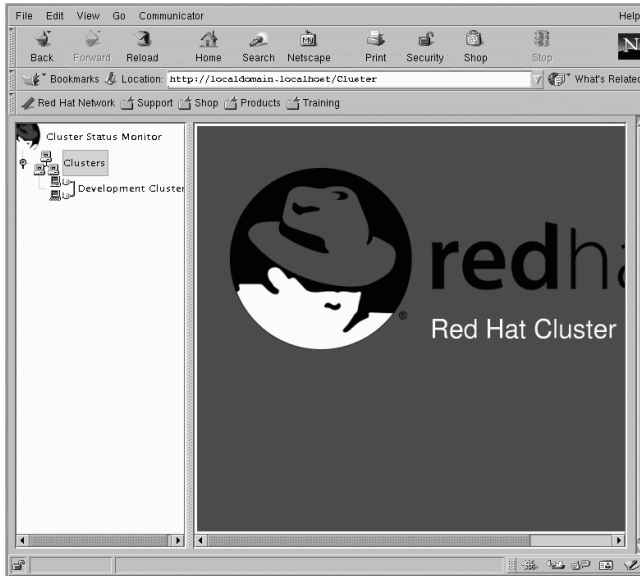 File Edit View Go Communicator Help
Back Forward Reload Home Search Netscape Print Security Shop Stop
Bookmarks Location: http://localdomain.localhost/Cluster What's Related
Red Hat Network Support Shop Products Training
Cluster Status Monitor
Clusters
Development Cluster
redha
®
Red Hat Cluster
My
N